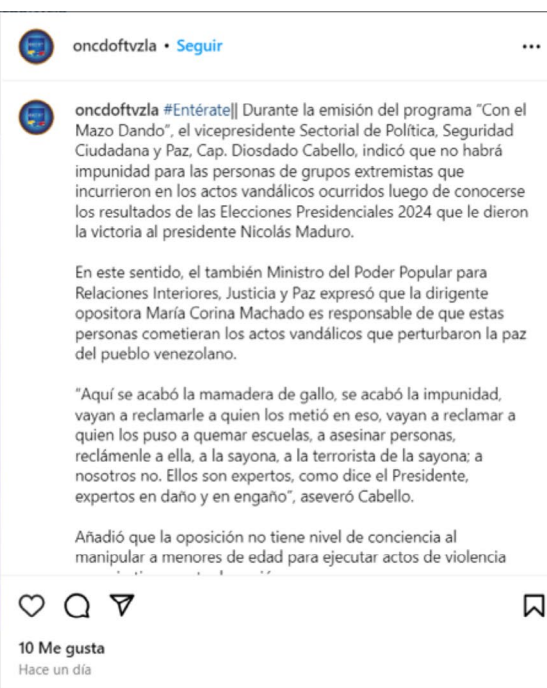 oncdoftvzla • Seguir
oncdoftvzla #Entérate|| Durante la emisión del programa "Con el
Mazo Dando", el vicepresidente Sectorial de Política, Seguridad
Ciudadana y Paz, Cap. Diosdado Cabello, indicó que no habrá
impunidad para las personas de grupos extremistas que
incurrieron en los actos vandálicos ocurridos luego de conocerse
los resultados de las Elecciones Presidenciales 2024 que le dieron
la victoria al presidente Nicolás Maduro.
En este sentido, el también Ministro del Poder Popular para
Relaciones Interiores, Justicia y Paz expresó que la dirigente
opositora María Corina Machado es responsable de que estas
personas cometieran los actos vandálicos que perturbaron la paz
del pueblo venezolano.
"Aquí se acabó la mamadera de gallo, se acabó la impunidad,
vayan a reclamarle a quien los metió en eso, vayan a reclamar a
quien los puso a quemar escuelas, a asesinar personas,
reclámenle a ella, a la sayona, a la terrorista de la sayona; a
nosotros no. Ellos son expertos, como dice el Presidente,
expertos en daño y en engaño", aseveró Cabello.
Añadió que la oposición no tiene nivel de conciencia al
manipular a menores de edad para ejecutar actos de violencia
10 Me gusta
Hace un día